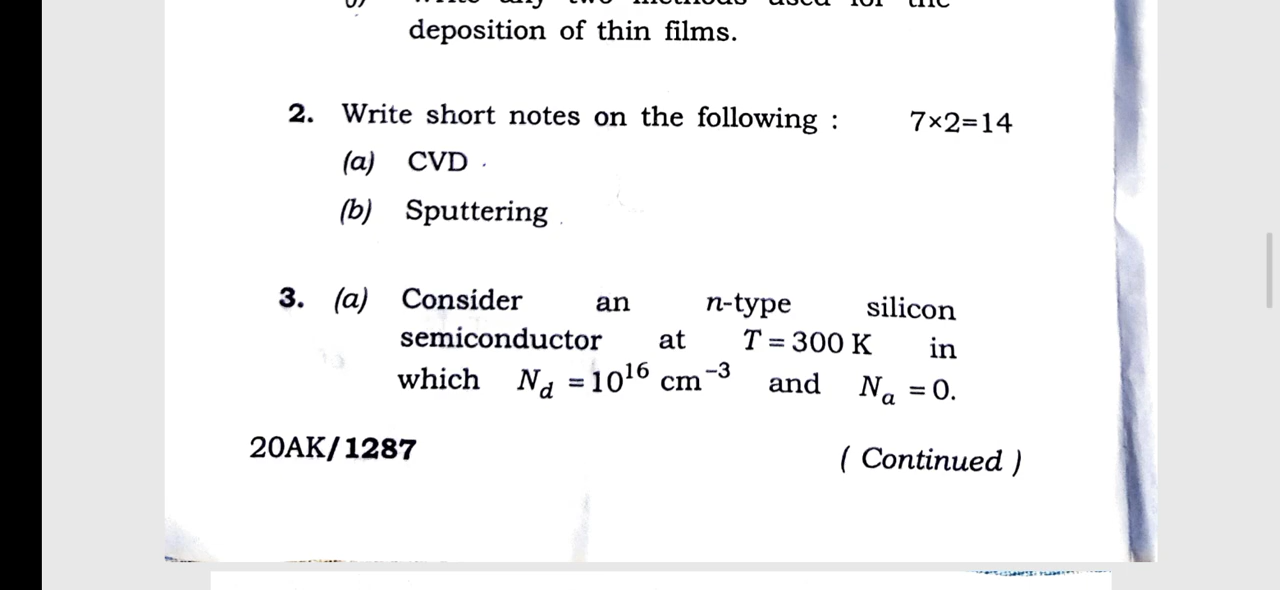 deposition of thin films.
2. Write short notes on the following : 7×2=14
(a) CVD
(b) Sputtering
3. (a) Consider an n-type silicon
semiconductor at T = 300 K in
which N_d = 10^16 cm^-3 and N_a = 0.
20AK/1287
( Continued )